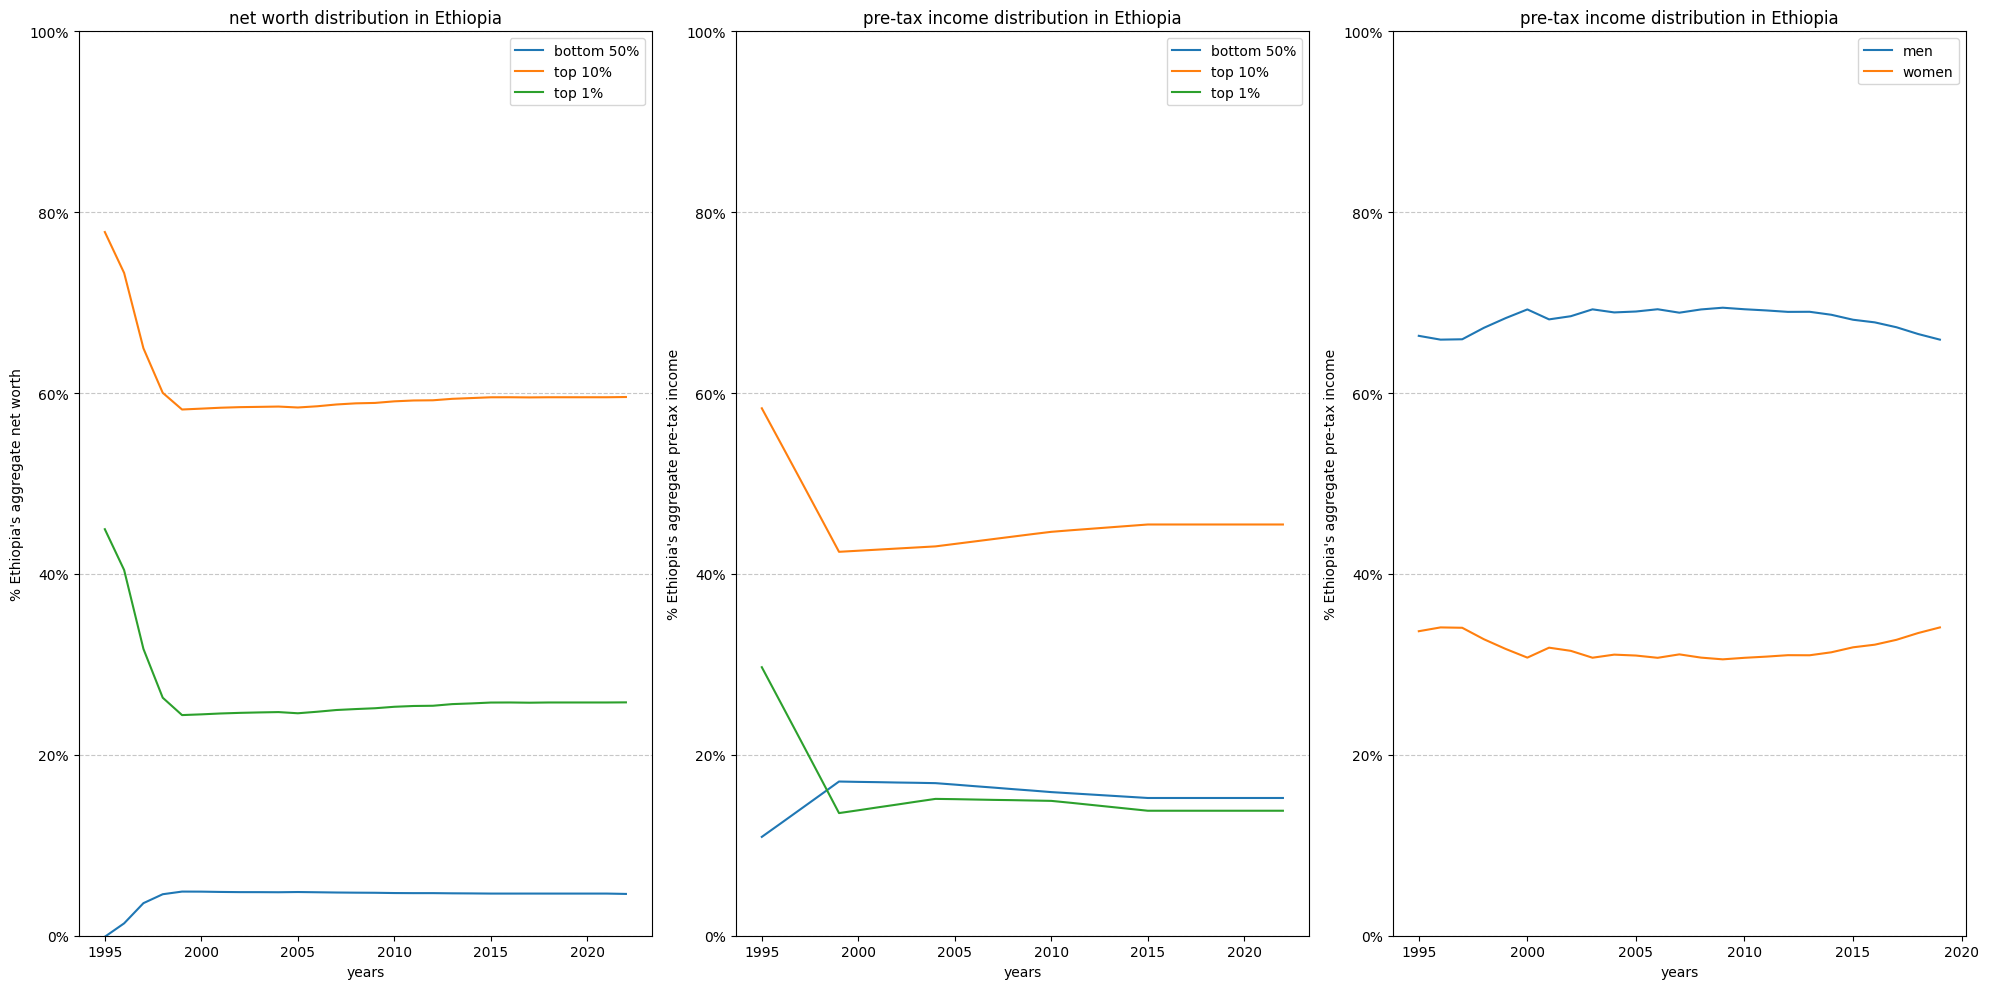 net worth distribution in Ethiopia
% Ethiopia's aggregate net worth
100%
80%
60%
40%
20%
0%
bottom 50%
top 10%
top 1%
1995 2000 2005 2010 2015 2020
years
pre-tax income distribution in Ethiopia
% Ethiopia's aggregate pre-tax income
100%
80%
60%
40%
20%
0%
bottom 50%
top 10%
top 1%
1995 2000 2005 2010 2015 2020
years
pre-tax income distribution in Ethiopia
% Ethiopia's aggregate pre-tax income
100%
80%
60%
40%
20%
0%
men
women
1995 2000 2005 2010 2015 2020
years